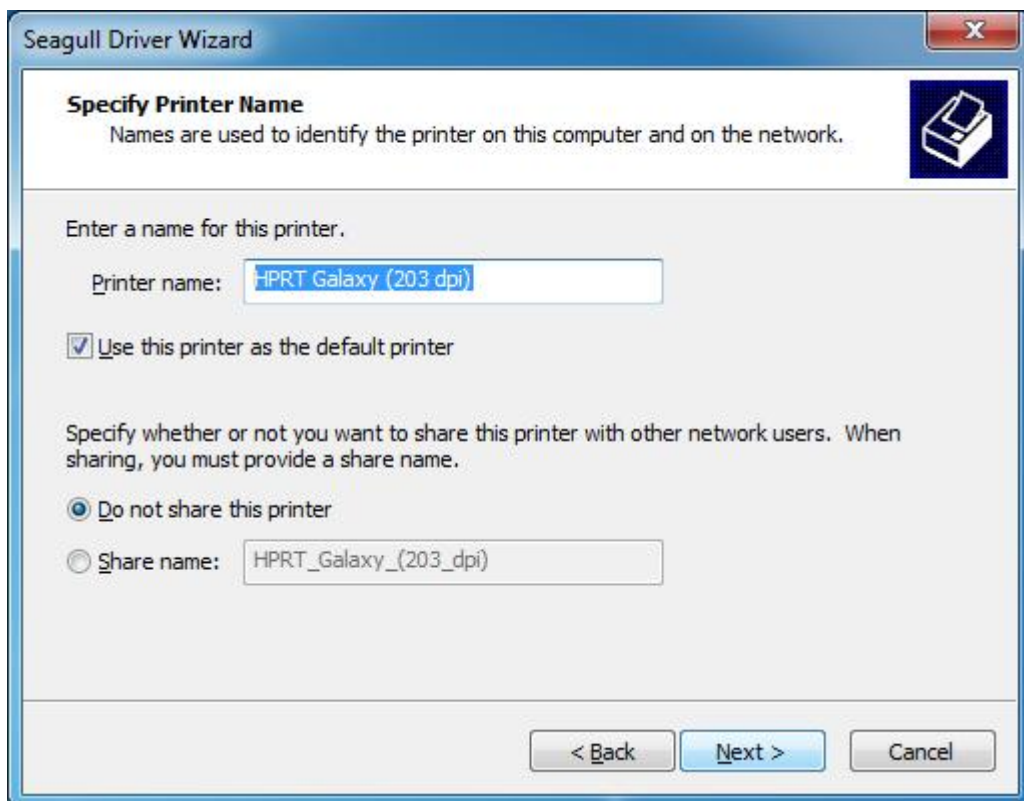 Seagull Driver Wizard
Specify Printer Name
Names are used to identify the printer on this computer and on the network.
Enter a name for this printer.
Printer name: HPRT Galaxy (203 dpi)
Use this printer as the default printer
Specify whether or not you want to share this printer with other network users.  When
sharing, you must provide a share name.
Do not share this printer
Share name: HPRT_Galaxy_(203_dpi)
< Back Next > Cancel